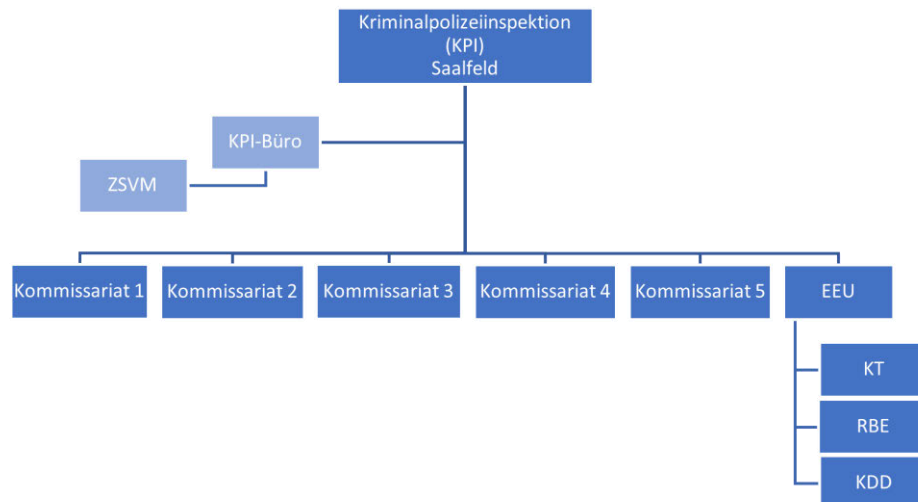 Kriminalpolizeiinspektion
(KPI)
Saalfeld
KPI-Büro
ZSVM
Kommissariat 1
Kommissariat 2
Kommissariat 3
Kommissariat 4
Kommissariat 5
EEU
KT
RBE
KDD